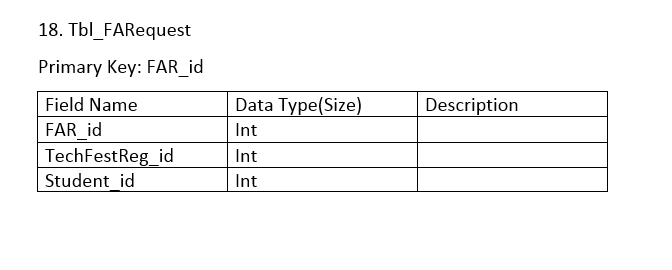 18. Tbl_FARequest
Primary Key: FAR_id
Field Name Data Type(Size) Description
FAR_id Int
TechFestReg_id Int
Student_id Int